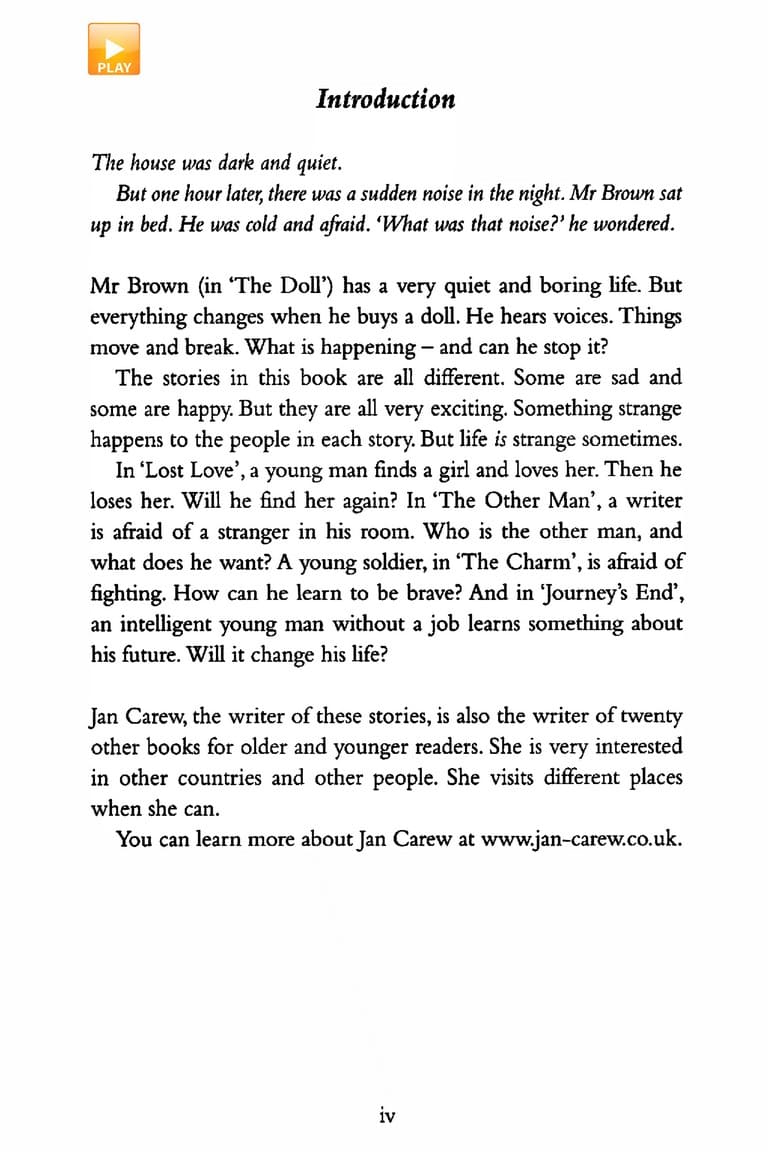 PLAY
Introduction
The house was dark and quiet.
But one hour later, there was a sudden noise in the night. Mr Brown sat
up in bed. He was cold and afraid. ‘What was that noise?’ he wondered.
Mr Brown (in ‘The Doll’) has a very quiet and boring life. But
everything changes when he buys a doll. He hears voices. Things
move and break. What is happening – and can he stop it?
The stories in this book are all different. Some are sad and
some are happy. But they are all very exciting. Something strange
happens to the people in each story. But life is strange sometimes.
In ‘Lost Love’, a young man finds a girl and loves her. Then he
loses her. Will he find her again? In ‘The Other Man’, a writer
is afraid of a stranger in his room. Who is the other man, and
what does he want? A young soldier, in ‘The Charm’, is afraid of
fighting. How can he learn to be brave? And in ‘Journey’s End’,
an intelligent young man without a job learns something about
his future. Will it change his life?
Jan Carew, the writer of these stories, is also the writer of twenty
other books for older and younger readers. She is very interested
in other countries and other people. She visits different places
when she can.
You can learn more about Jan Carew at www.jan-carew.co.uk.
iv